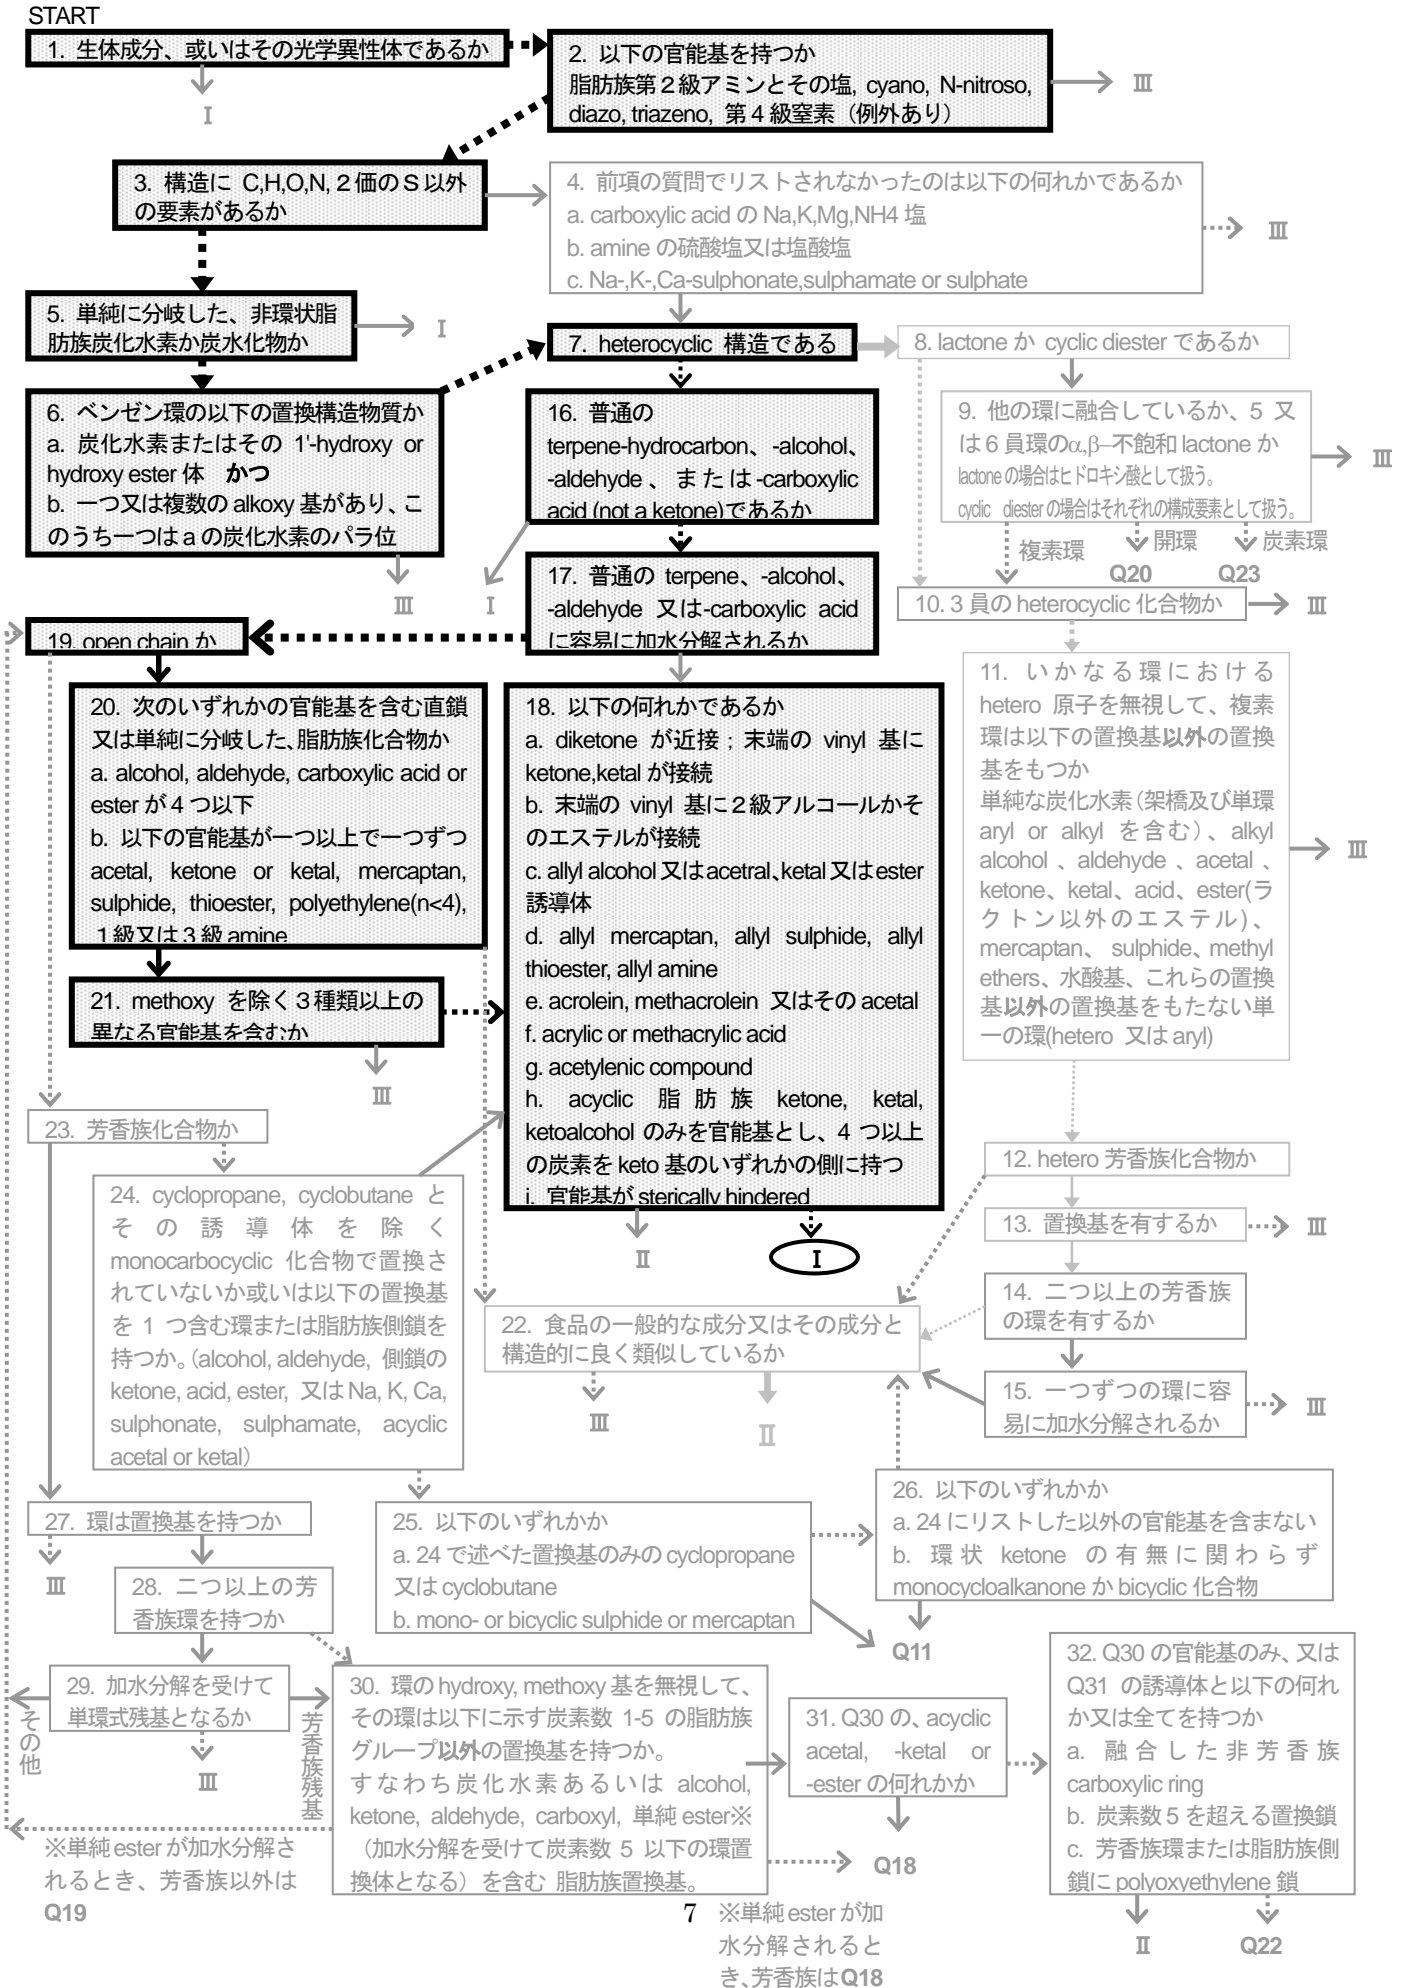 START
1. 生体成分、或いはその光学異性体であるか
I
2. 以下の官能基を持つか
脂肪族第２級アミンとその塩, cyano, N-nitroso,
diazo, triazeno, 第４級窒素（例外あり）
Ⅲ
3. 構造に C,H,O,N,２価のＳ以外
の要素があるか
4. 前項の質問でリストされなかったのは以下の何れかであるか
a. carboxylic acid の Na,K,Mg,NH4 塩
b. amine の硫酸塩又は塩酸塩
c. Na-,K-,Ca-sulphonate,sulphamate or sulphate
Ⅲ
5. 単純に分岐した、非環状脂
肪族炭化水素か炭水化物か
I
6. ベンゼン環の以下の置換構造物質か
a. 炭化水素またはその 1'-hydroxy or
hydroxy ester 体　かつ
b. 一つ又は複数の alkoxy 基があり、こ
のうち一つは a の炭化水素のパラ位
Ⅲ
7. heterocyclic 構造である
8. lactone か cyclic diester であるか
9. 他の環に融合しているか、5 又
は 6 員環のα,β−不飽和 lactone か
lactone の場合はヒドロキシ酸として扱う。
cyclic diester の場合はそれぞれの構成要素として扱う。
Ⅲ
複素環
開環
炭素環
Q20
Q23
10. 3 員の heterocyclic 化合物か
Ⅲ
16. 普通の
terpene-hydrocarbon、-alcohol、
-aldehyde 、または-carboxylic
acid (not a ketone)であるか
I
17. 普通の terpene、-alcohol、
-aldehyde 又は-carboxylic acid
に容易に加水分解されるか
19. open chain か
20. 次のいずれかの官能基を含む直鎖
又は単純に分岐した、脂肪族化合物か
a. alcohol, aldehyde, carboxylic acid or
ester が 4 つ以下
b. 以下の官能基が一つ以上で一つずつ
acetal, ketone or ketal, mercaptan,
sulphide, thioester, polyethylene(n<4),
１級又は３級 amine
21. methoxy を除く３種類以上の
異なる官能基を含むか
Ⅲ
18. 以下の何れかであるか
a. diketone が近接；末端の vinyl 基に
ketone,ketal が接続
b. 末端の vinyl 基に２級アルコールかそ
のエステルが接続
c. allyl alcohol 又は acetral、ketal 又は ester
誘導体
d. allyl mercaptan, allyl sulphide, allyl
thioester, allyl amine
e. acrolein, methacrolein 又はその acetal
f. acrylic or methacrylic acid
g. acetylenic compound
h. acyclic 脂肪族 ketone, ketal,
ketoalcohol のみを官能基とし、4 つ以上
の炭素を keto 基のいずれかの側に持つ
i. 官能基が sterically hindered
Ⅱ
I
11. いかなる環における
hetero 原子を無視して、複素
環は以下の置換基以外の置換
基をもつか
単純な炭化水素（架橋及び単環
aryl or alkyl を含む）、alkyl
alcohol 、aldehyde 、acetal 、
ketone、ketal、acid、ester(ラ
クトン以外のエステル)、
mercaptan、 sulphide、methyl
ethers、水酸基、これらの置換
基以外の置換基をもたない単
一の環(hetero 又は aryl)
Ⅲ
12. hetero 芳香族化合物か
13. 置換基を有するか
Ⅲ
14. 二つ以上の芳香族
の環を有するか
15. 一つずつの環に容
易に加水分解されるか
Ⅲ
22. 食品の一般的な成分又はその成分と
構造的に良く類似しているか
Ⅲ
Ⅱ
23. 芳香族化合物か
24. cyclopropane, cyclobutane と
その誘導体を除く
monocarbocyclic 化合物で置換さ
れていないか或いは以下の置換基
を 1 つ含む環または脂肪族側鎖を
持つか。（alcohol, aldehyde, 側鎖の
ketone, acid, ester, 又は Na, K, Ca,
sulphonate, sulphamate, acyclic
acetal or ketal）
25. 以下のいずれかか
a. 24 で述べた置換基のみの cyclopropane
又は cyclobutane
b. mono- or bicyclic sulphide or mercaptan
26. 以下のいずれかか
a. 24 にリストした以外の官能基を含まない
b. 環状 ketone の有無に関わらず
monocycloalkanone か bicyclic 化合物
Q11
27. 環は置換基を持つか
Ⅲ
28. 二つ以上の芳
香族環を持つか
29. 加水分解を受けて
単環式残基となるか
その他
芳香族残基
Ⅲ
30. 環の hydroxy, methoxy 基を無視して、
その環は以下に示す炭素数 1-5 の脂肪族
グループ以外の置換基を持つか。
すなわち炭化水素あるいは alcohol,
ketone, aldehyde, carboxyl, 単純 ester※
（加水分解を受けて炭素数 5 以下の環置
換体となる）を含む 脂肪族置換基。
31. Q30 の、acyclic
acetal, -ketal or
-ester の何れかか
Q18
32. Q30 の官能基のみ、又は
Q31 の誘導体と以下の何れ
か又は全てを持つか
a. 融合した非芳香族
carboxylic ring
b. 炭素数 5 を超える置換鎖
c. 芳香族環または脂肪族側
鎖に polyoxyethylene 鎖
Ⅱ
Q22
※単純 ester が加水分解さ
れるとき、芳香族以外は
Q19
7
※単純 ester が加
水分解されると
き、芳香族はQ18